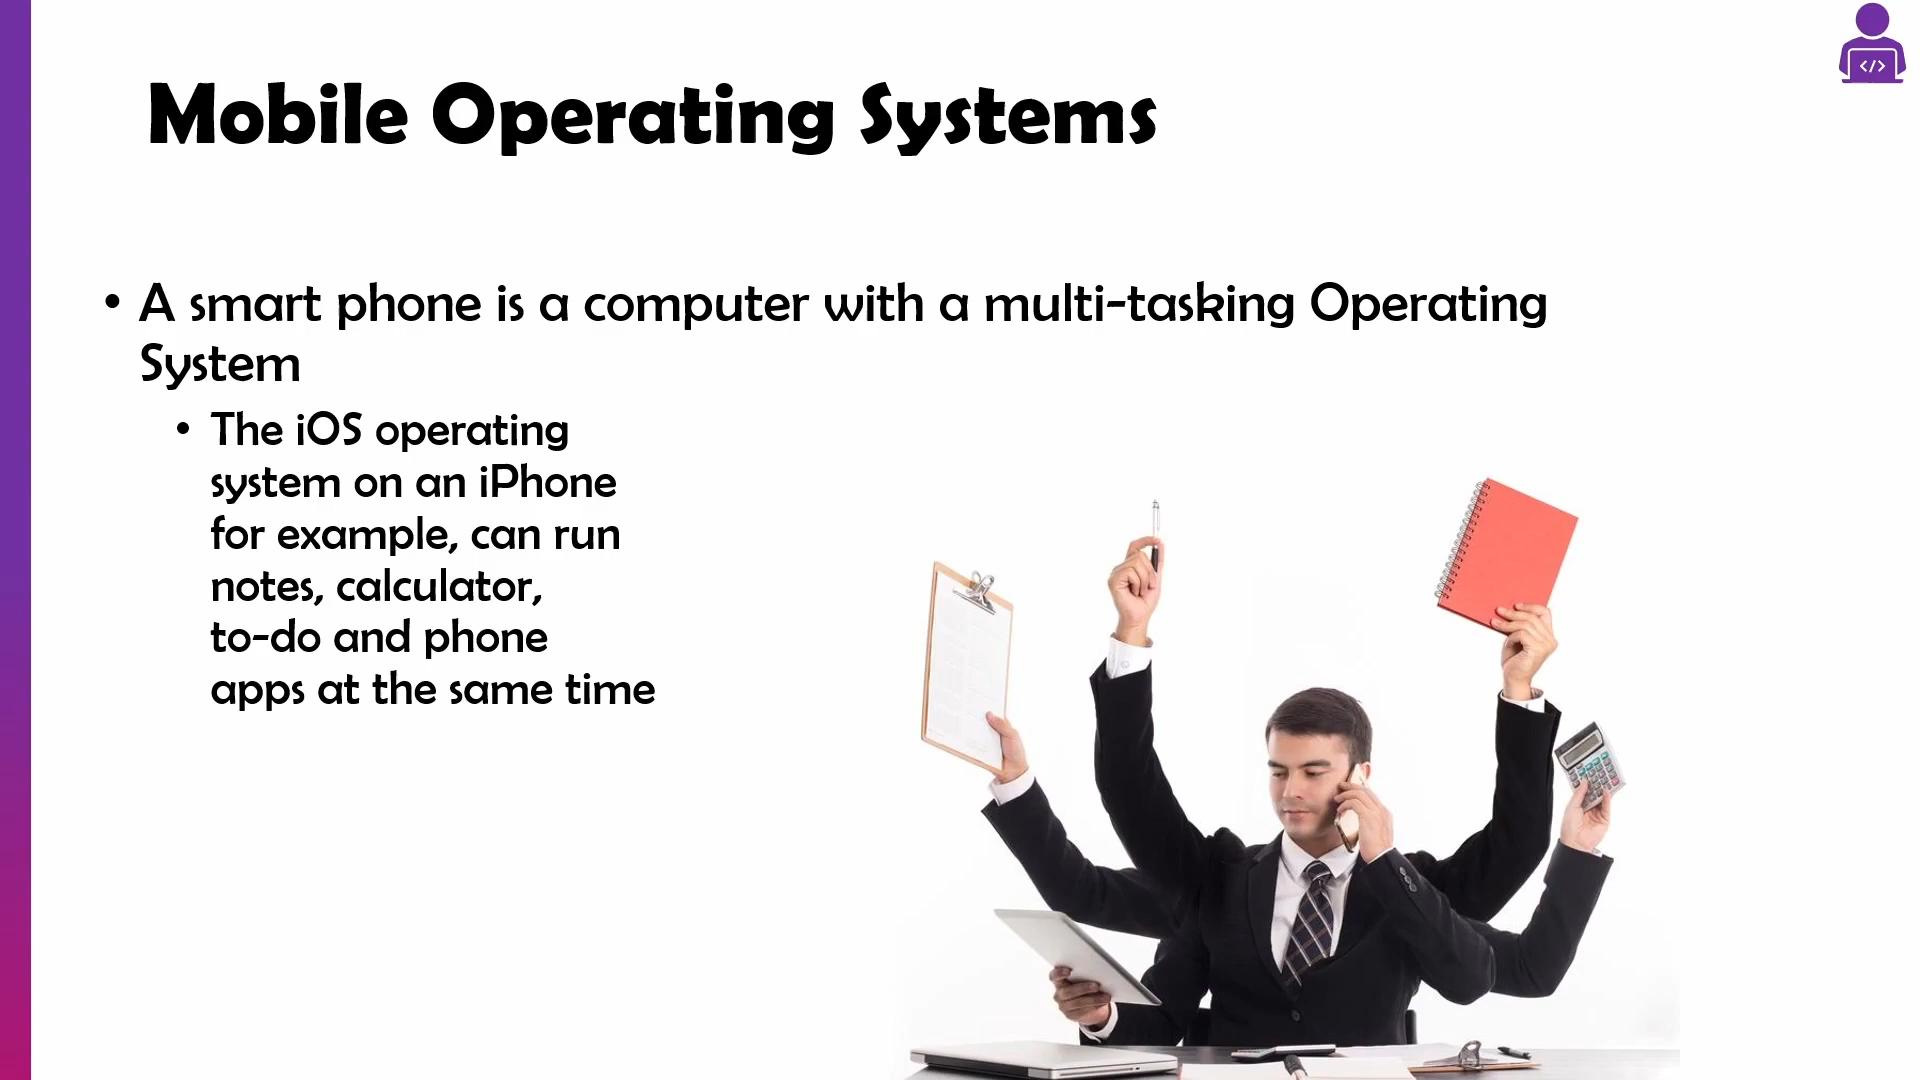 Mobile Operating Systems
• A smart phone is a computer with a multi-tasking Operating
System
• The iOS operating
system on an iPhone
for example, can run
notes, calculator,
to-do and phone
apps at the same time